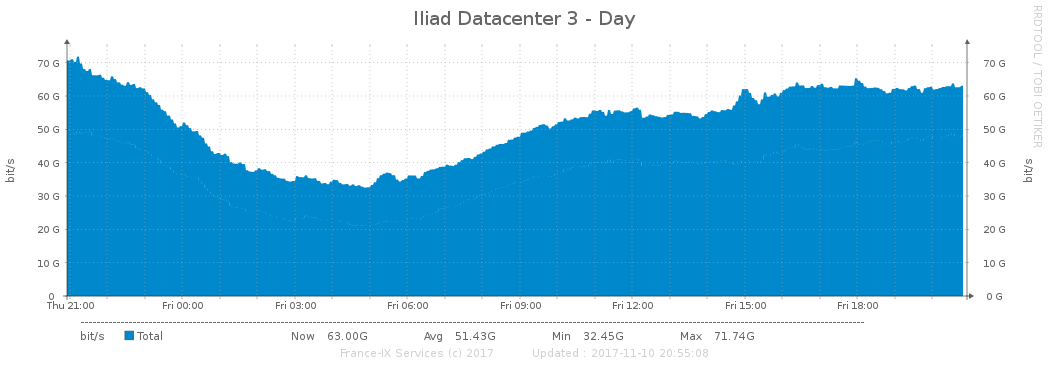 Iliad Datacenter 3 - Day
RRDTOOL / TOBI OETIKER
bit/s
70 G
60 G
50 G
40 G
30 G
20 G
10 G
0
70 G
60 G
50 G
40 G
30 G
20 G
10 G
0 G
bit/s
Thu 21:00 Fri 00:00 Fri 03:00 Fri 06:00 Fri 09:00 Fri 12:00 Fri 15:00 Fri 18:00
bit/s Total Now 63.00G Avg 51.43G Min 32.45G Max 71.74G
France-IX Services (c) 2017 Updated : 2017-11-10 20:55:08